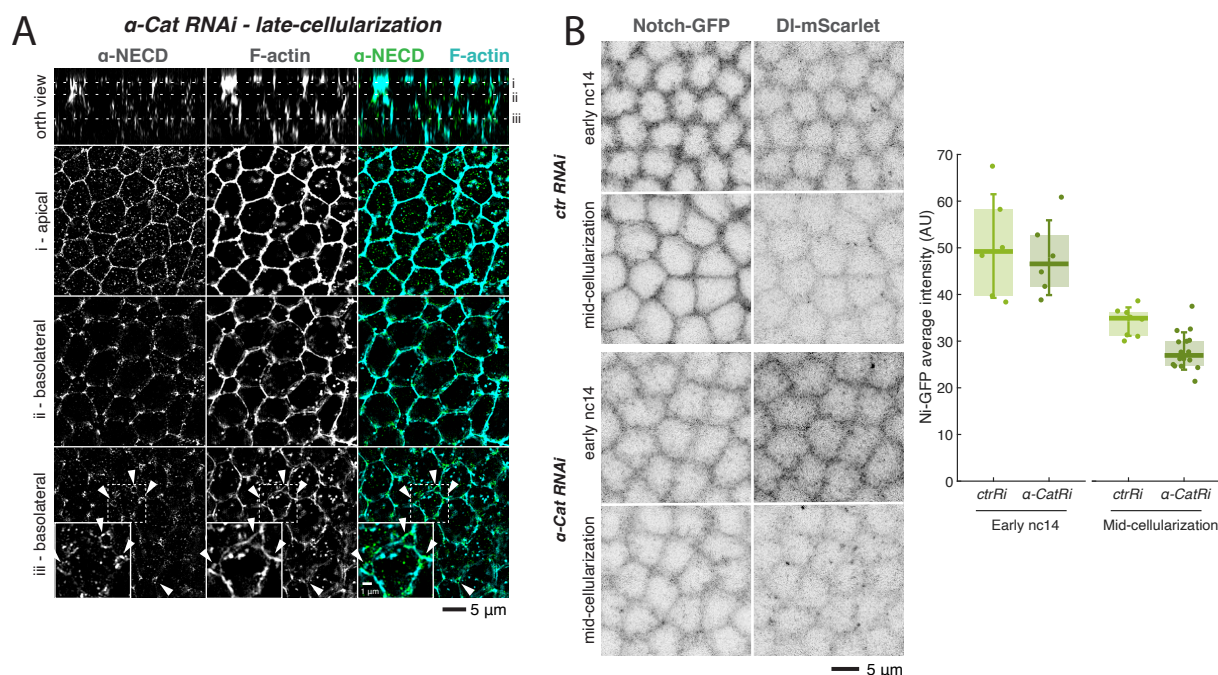 A
α-Cat RNAi - late-cellularization
α-NECD
F-actin
α-NECD F-actin
orth view
i
ii
iii
i - apical
ii - basolateral
iii - basolateral
1 µm
5 µm
B
Notch-GFP
Dl-mScarlet
ctr RNAi
early nc14
mid-cellularization
α-Cat RNAi
early nc14
mid-cellularization
5 µm
Ni-GFP average intensity (AU)
70
60
50
40
30
20
10
0
ctrRi
α-CatRi
ctrRi
α-CatRi
Early nc14
Mid-cellularization